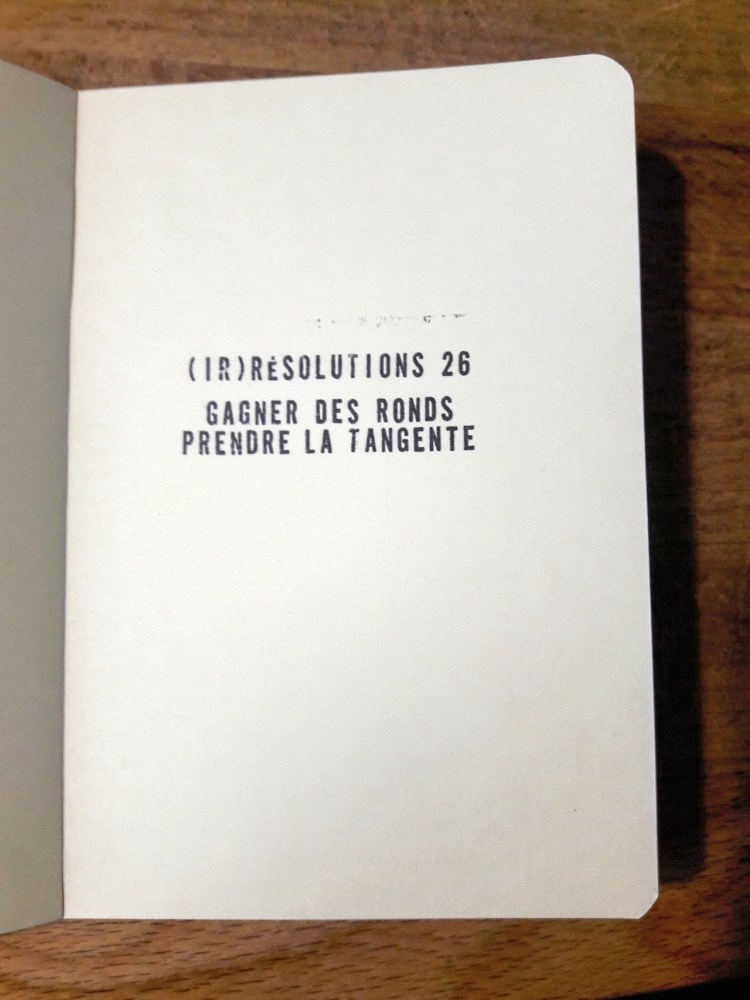 (IR)RÉSOLUTIONS 26
GAGNER DES RONDS
PRENDRE LA TANGENTE